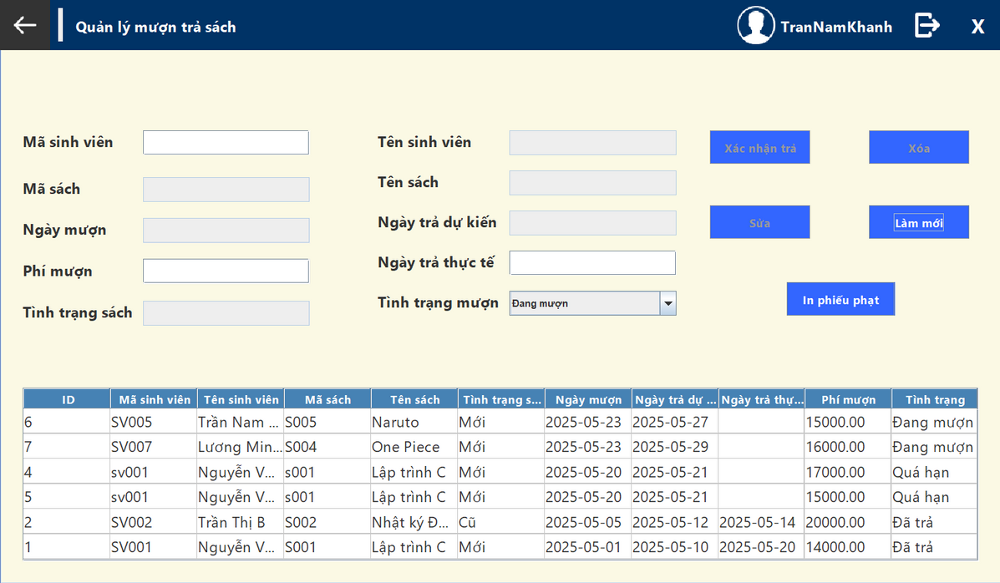 Quản lý mượn trả sách TranNamKhanh X
Mã sinh viên Tên sinh viên Xác nhận trả Xóa
Mã sách Tên sách
Ngày mượn Ngày trả dự kiến Sửa Làm mới
Phí mượn Ngày trả thực tế
Tình trạng sách Tình trạng mượn Đang mượn In phiếu phạt
ID Mã sinh viên Tên sinh viên Mã sách Tên sách Tình trạng s... Ngày mượn Ngày trả dự ... Ngày trả thự... Phí mượn Tình trạng
6 SV005 Trần Nam ... S005 Naruto Mới 2025-05-23 2025-05-27 15000.00 Đang mượn
7 SV007 Lương Min... S004 One Piece Mới 2025-05-23 2025-05-29 16000.00 Đang mượn
4 sv001 Nguyễn V... s001 Lập trình C Mới 2025-05-20 2025-05-21 17000.00 Quá hạn
5 sv001 Nguyễn V... s001 Lập trình C Mới 2025-05-20 2025-05-21 15000.00 Quá hạn
2 SV002 Trần Thị B S002 Nhật ký Đ... Cũ 2025-05-05 2025-05-12 2025-05-14 20000.00 Đã trả
1 SV001 Nguyễn V... S001 Lập trình C Mới 2025-05-01 2025-05-10 2025-05-20 14000.00 Đã trả